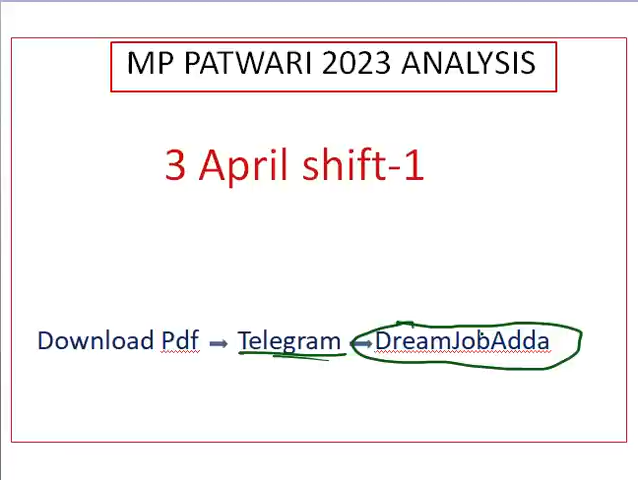 MP PATWARI 2023 ANALYSIS
3 April shift-1
Download Pdf → Telegram → DreamJobAdda